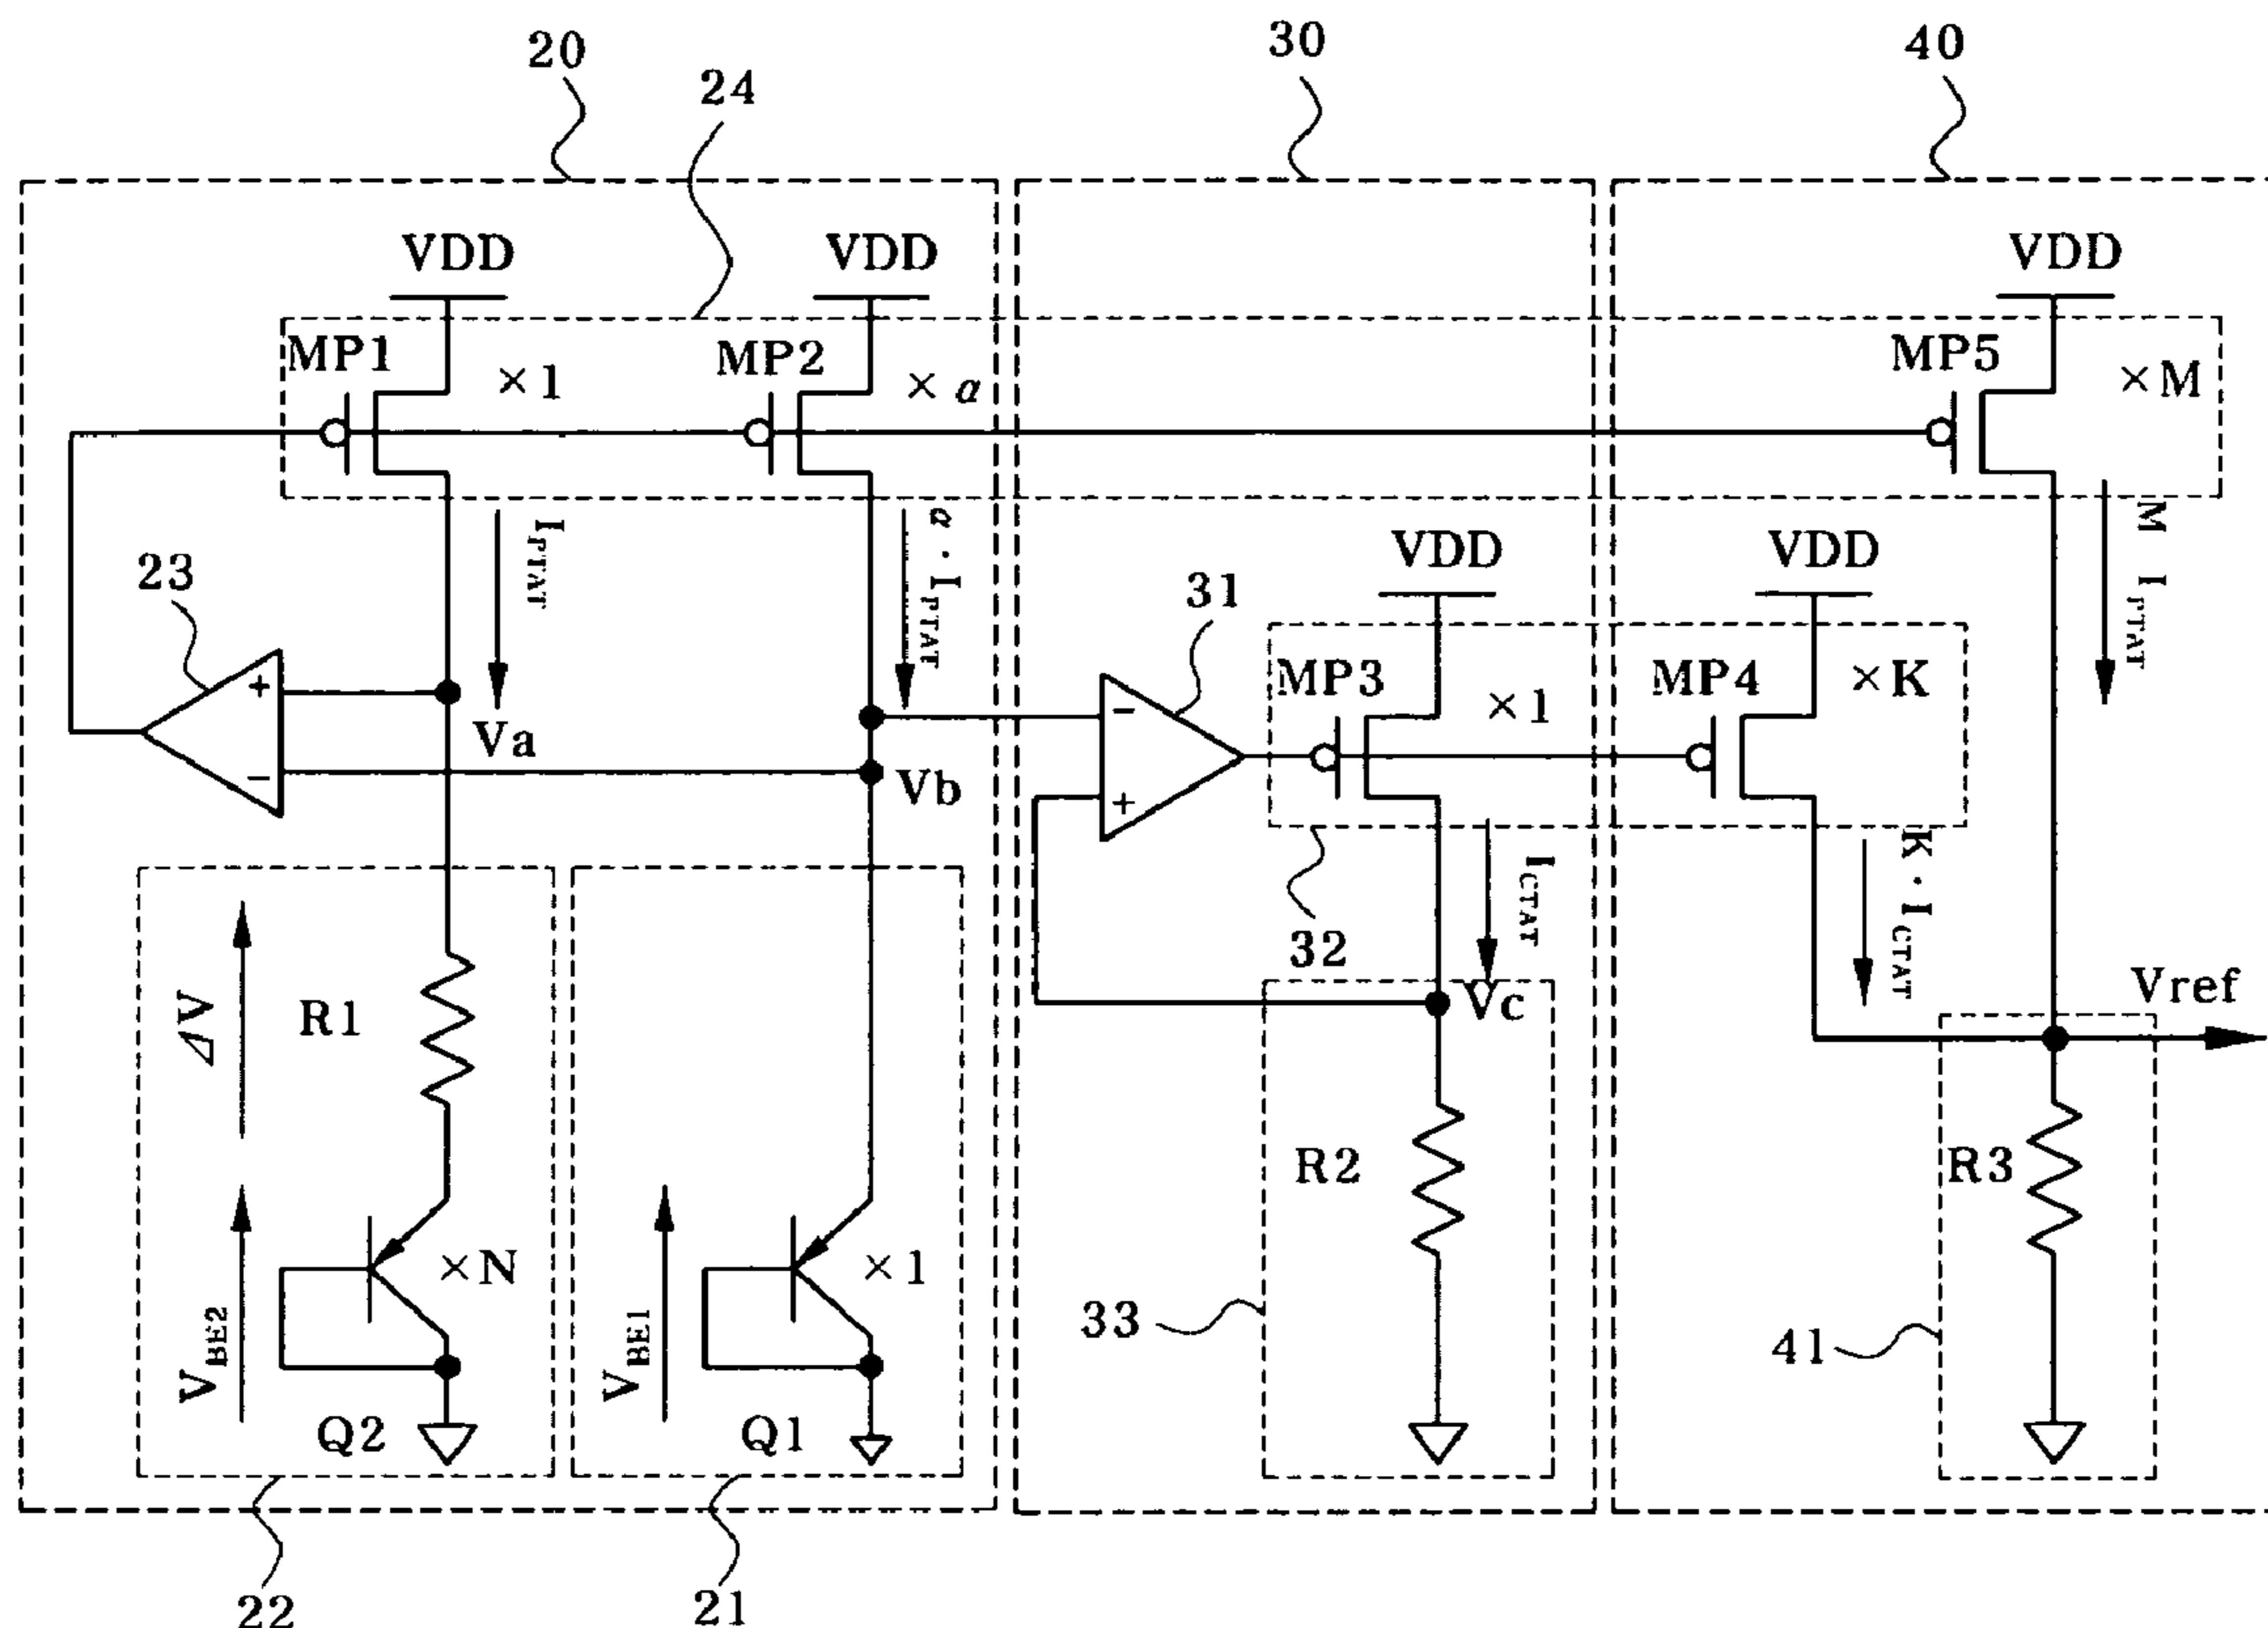 20
30
40
24
VDD
VDD
VDD
MP1
×1
MP2
×α
MP5
×M
I_PTAT
α·I_PTAT
M I_PTAT
23
+
−
Va
Vb
31
−
+
VDD
VDD
MP3
×1
MP4
×K
32
I_CTAT
K·I_CTAT
Vc
Vref
ΔV
R1
R2
R3
V_BE2
×N
Q2
V_BE1
×1
Q1
33
41
22
21